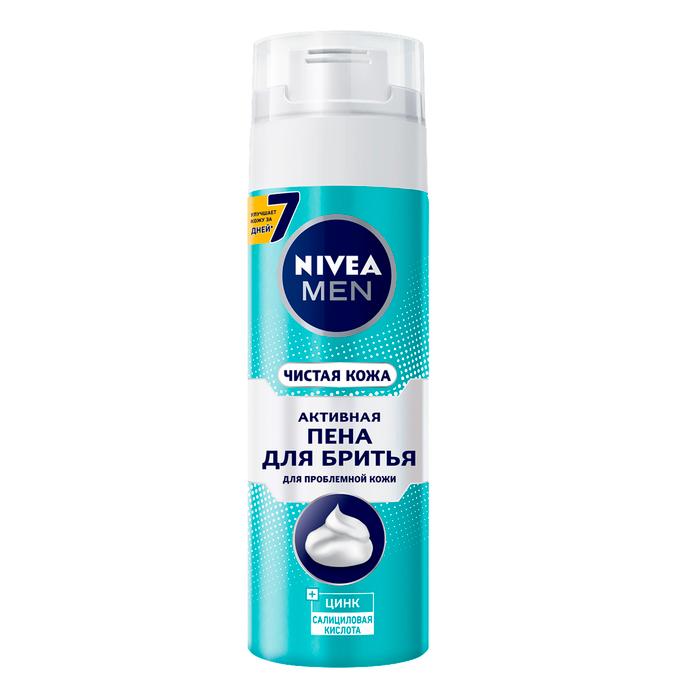 УЛУЧШАЕТ
КОЖУ ЗА
7
ДНЕЙ*
NIVEA
MEN
ЧИСТАЯ КОЖА
АКТИВНАЯ
ПЕНА
ДЛЯ БРИТЬЯ
ДЛЯ ПРОБЛЕМНОЙ КОЖИ
+ ЦИНК
САЛИЦИЛОВАЯ
КИСЛОТА